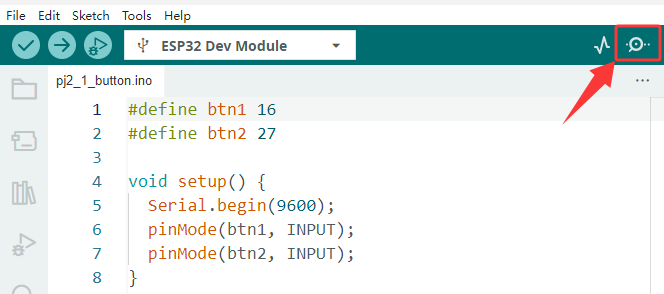 File Edit Sketch Tools Help
ESP32 Dev Module
pj2_1_button.ino
1 #define btn1 16
2 #define btn2 27
3
4 void setup() {
5   Serial.begin(9600);
6   pinMode(btn1, INPUT);
7   pinMode(btn2, INPUT);
8 }